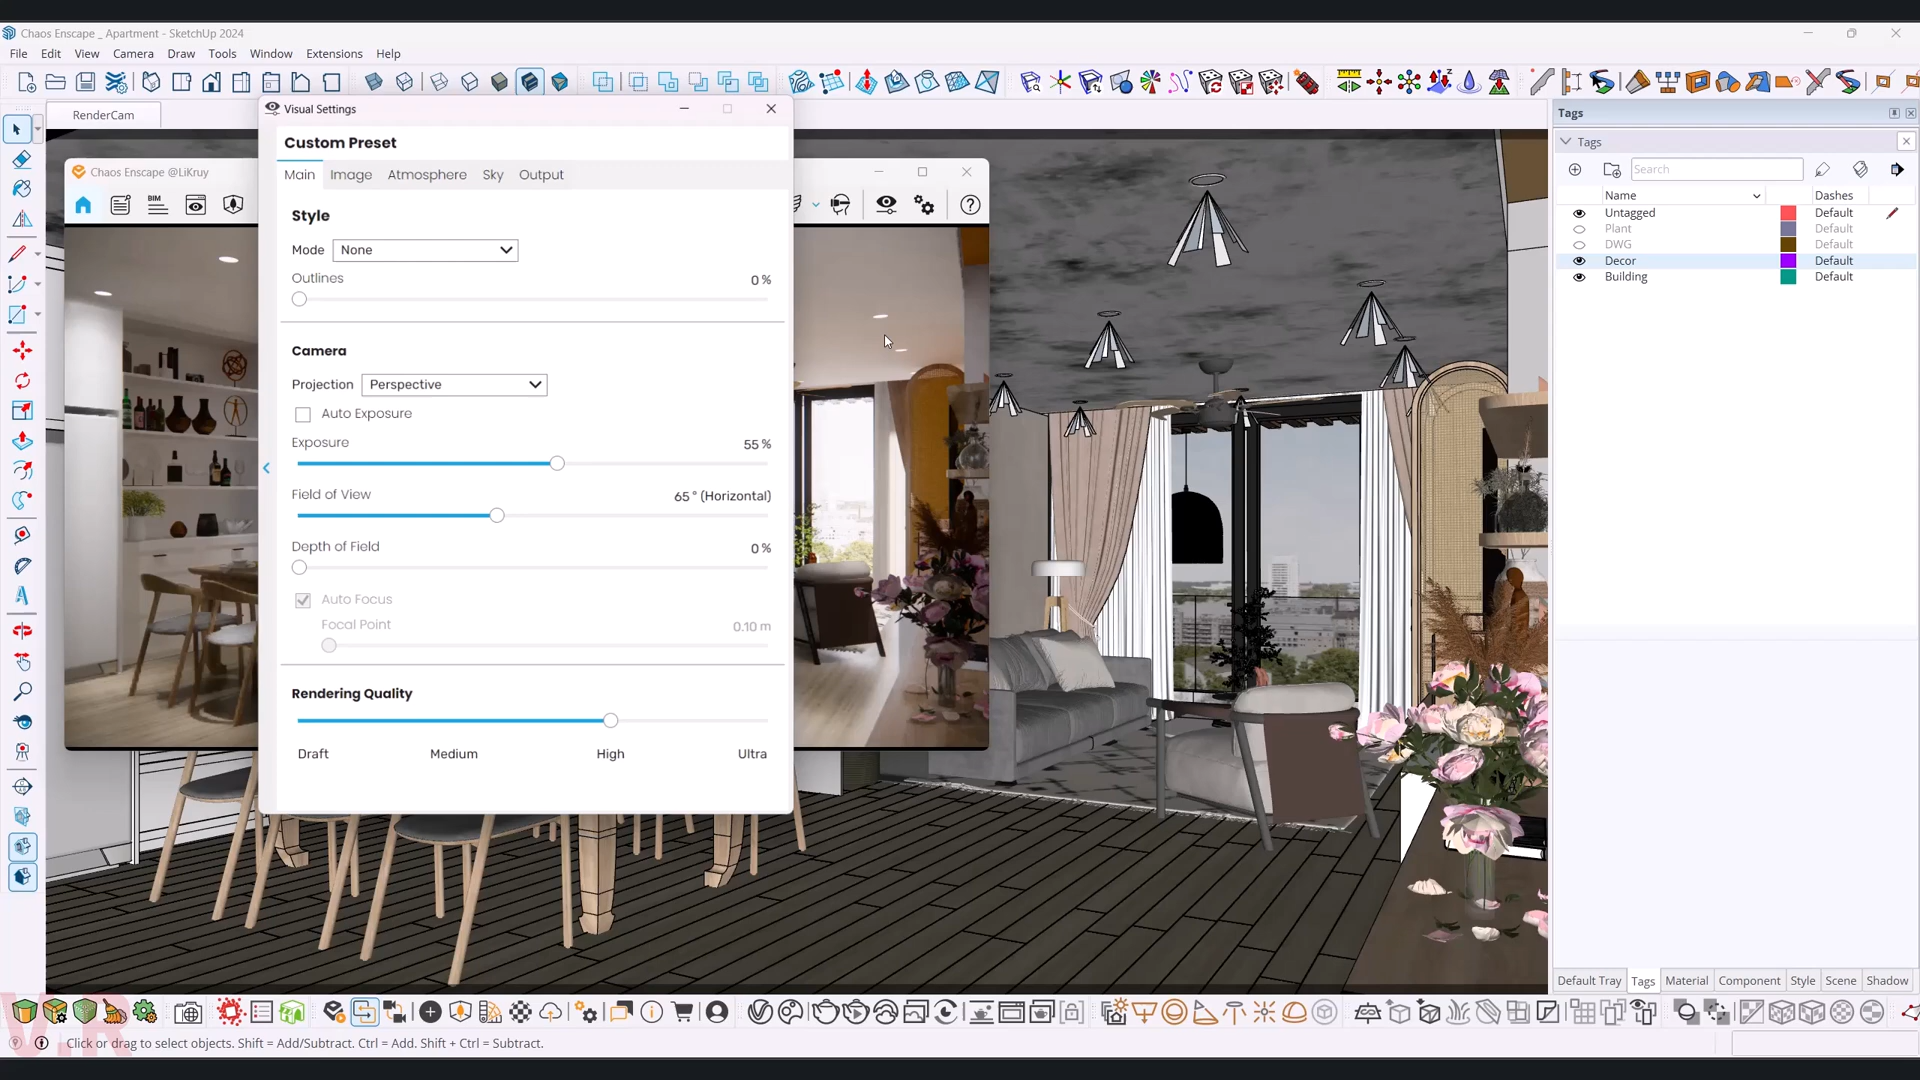 Chaos Enscape _ Apartment - SketchUp 2024
File Edit View Camera Draw Tools Window Extensions Help
RenderCam
Visual Settings
Custom Preset
Main Image Atmosphere Sky Output
Style
Mode None
Outlines 0 %
Camera
Projection Perspective
Auto Exposure
Exposure 55 %
Field of View 65 ° (Horizontal)
Depth of Field 0 %
Auto Focus
Focal Point 0.10 m
Rendering Quality
Draft Medium High Ultra
Chaos Enscape @LiKruy
BIM
Tags
Tags
Search
Name Dashes
Untagged Default
Plant Default
DWG Default
Decor Default
Building Default
Default Tray Tags Material Component Style Scene Shadow
V.R
Click or drag to select objects. Shift = Add/Subtract. Ctrl = Add. Shift + Ctrl = Subtract.